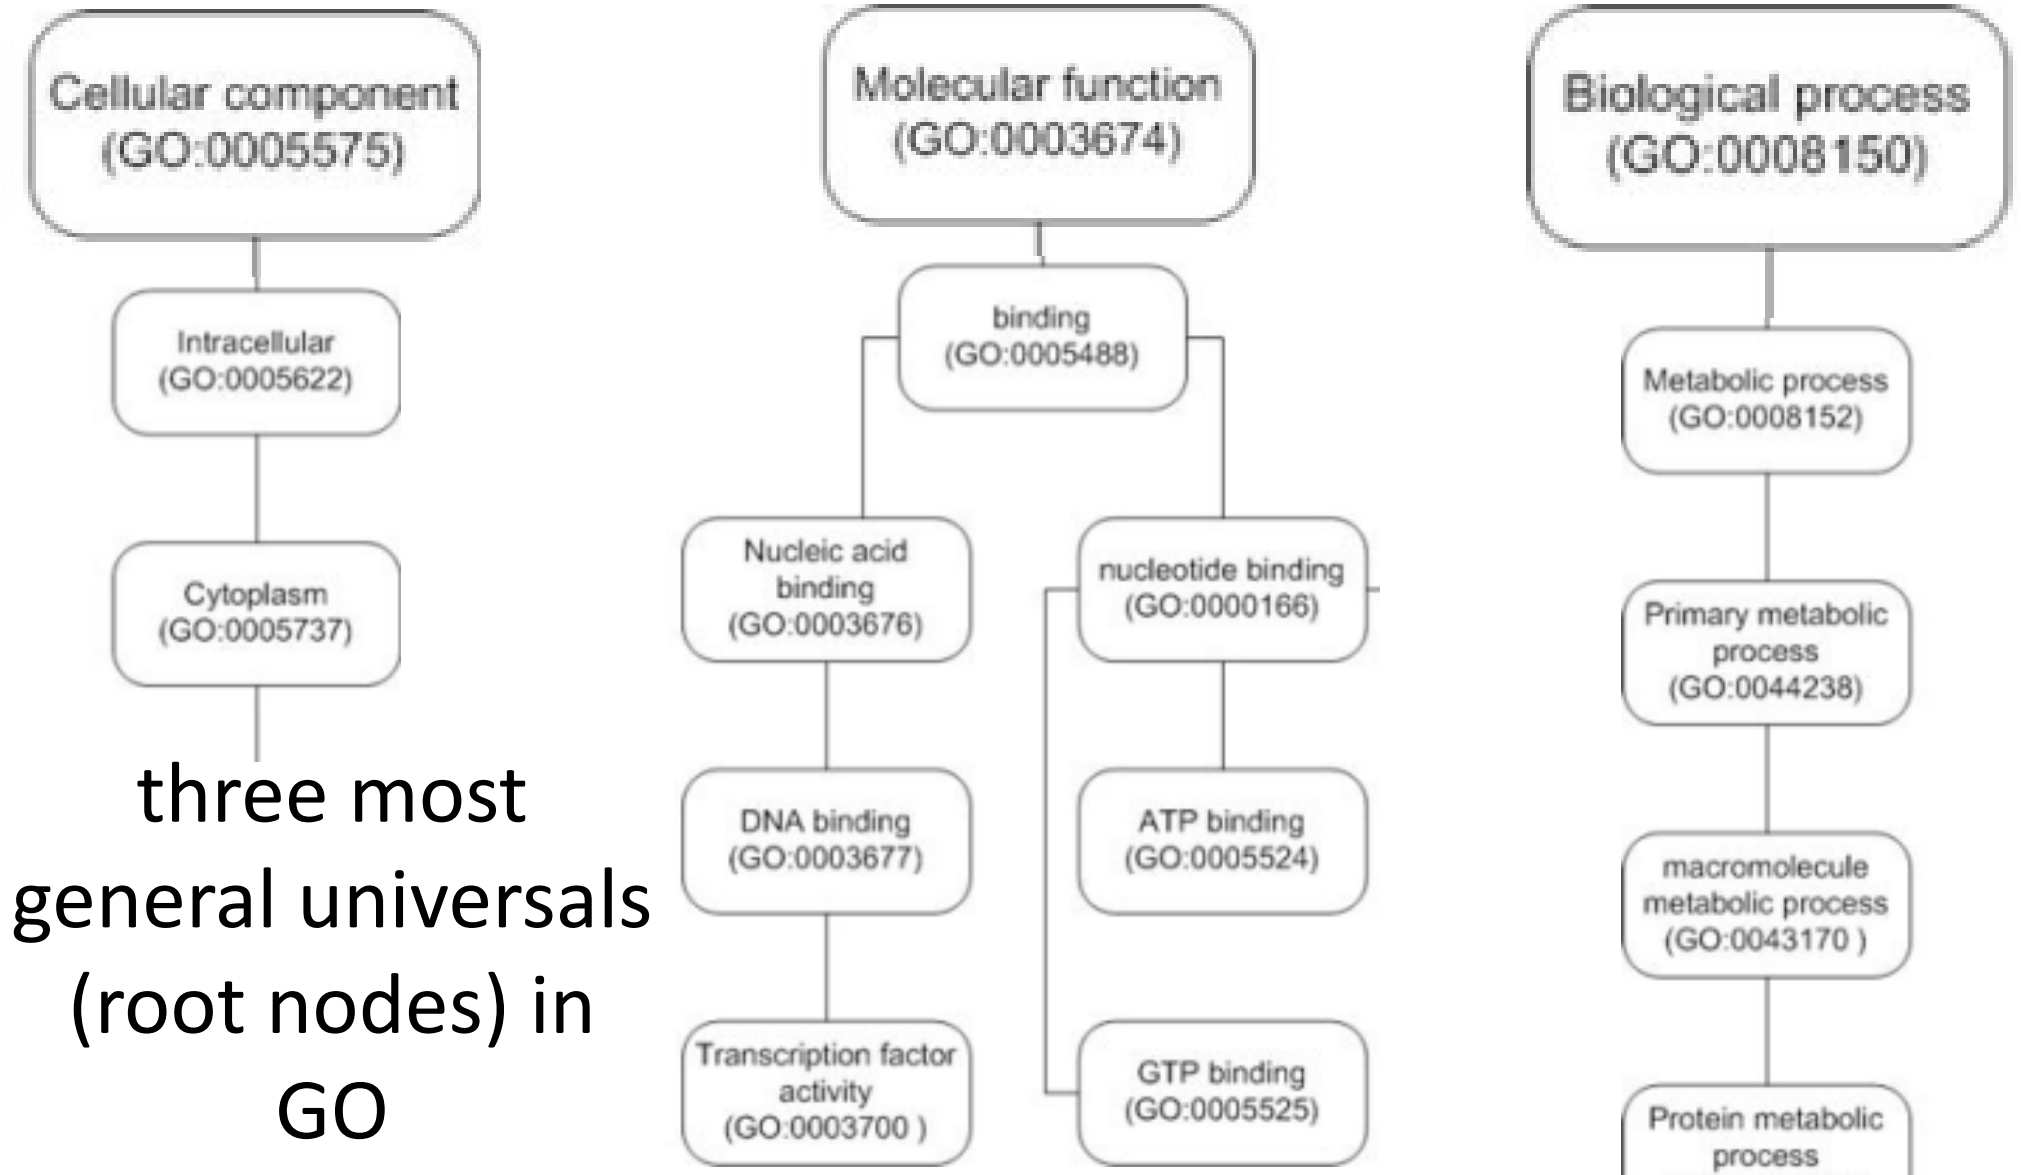 Cellular component
(GO:0005575)
Intracellular
(GO:0005622)
Cytoplasm
(GO:0005737)
three most
general universals
(root nodes) in
GO
Molecular function
(GO:0003674)
binding
(GO:0005488)
Nucleic acid
binding
(GO:0003676)
nucleotide binding
(GO:0000166)
DNA binding
(GO:0003677)
ATP binding
(GO:0005524)
Transcription factor
activity
(GO:0003700 )
GTP binding
(GO:0005525)
Biological process
(GO:0008150)
Metabolic process
(GO:0008152)
Primary metabolic
process
(GO:0044238)
macromolecule
metabolic process
(GO:0043170 )
Protein metabolic
process